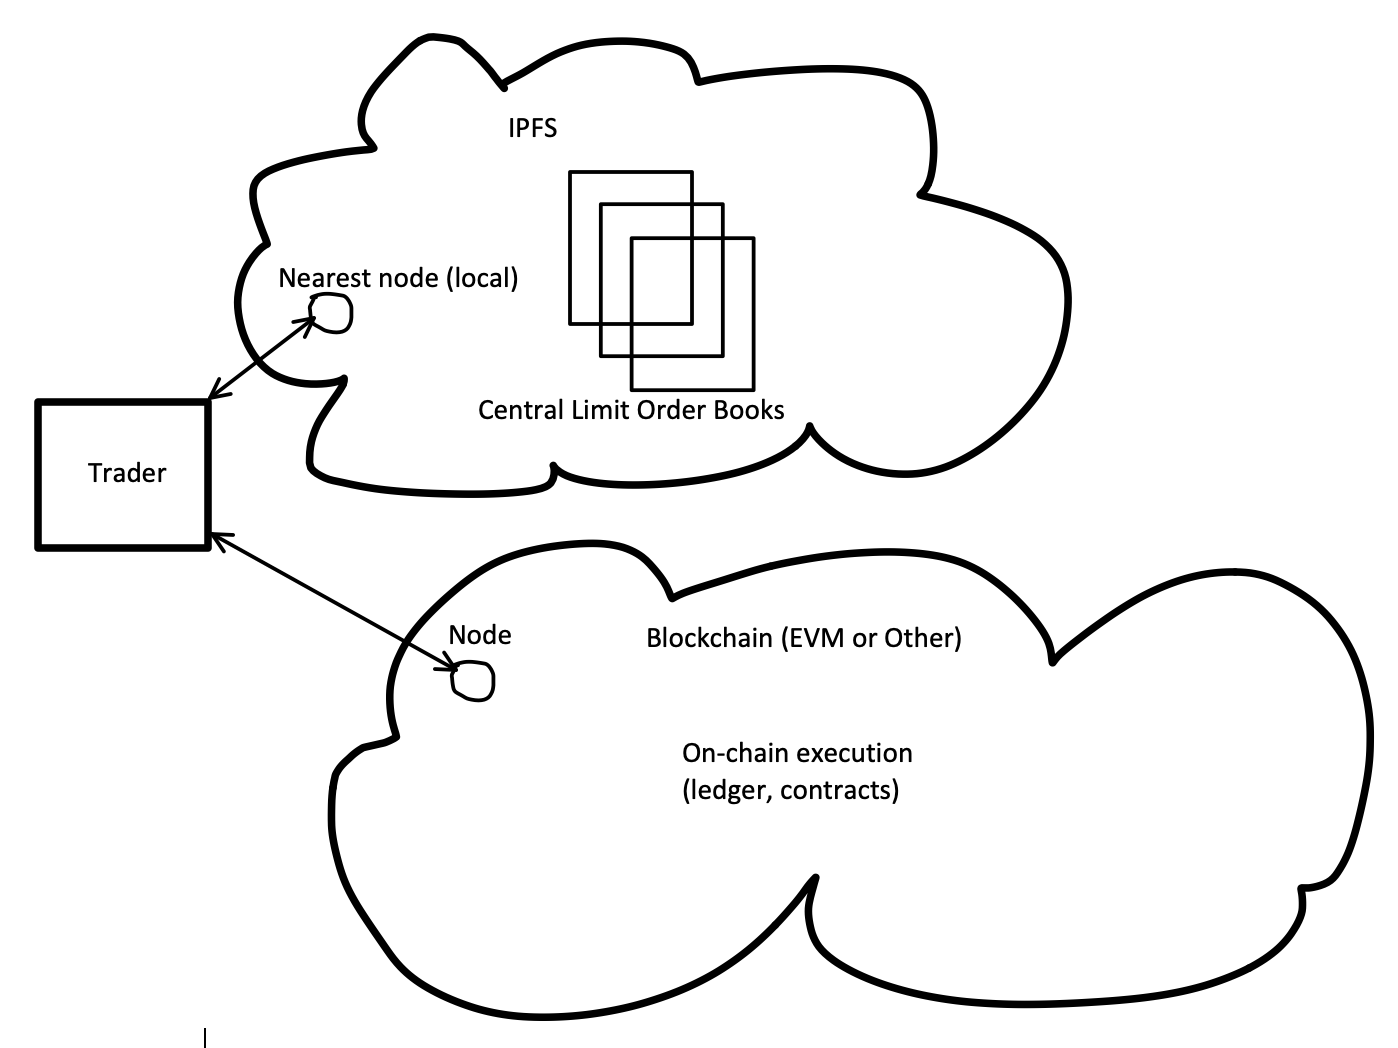 IPFS
Nearest node (local)
Central Limit Order Books
Trader
Node
Blockchain (EVM or Other)
On-chain execution
(ledger, contracts)